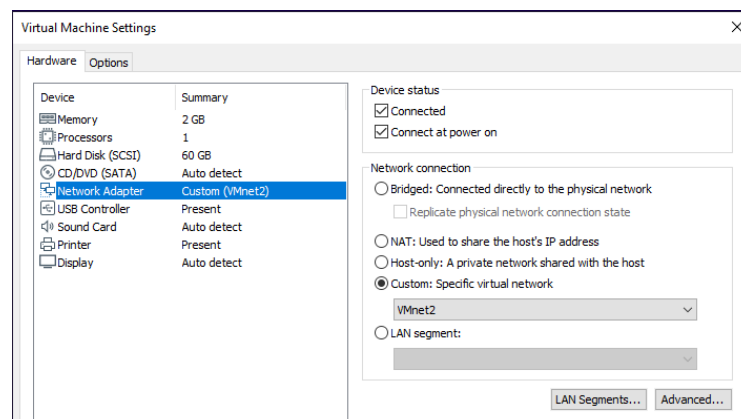 Virtual Machine Settings
Hardware Options
Device Summary
Memory 2 GB
Processors 1
Hard Disk (SCSI) 60 GB
CD/DVD (SATA) Auto detect
Network Adapter Custom (VMnet2)
USB Controller Present
Sound Card Auto detect
Printer Present
Display Auto detect
Device status
Connected
Connect at power on
Network connection
Bridged: Connected directly to the physical network
Replicate physical network connection state
NAT: Used to share the host's IP address
Host-only: A private network shared with the host
Custom: Specific virtual network
VMnet2
LAN segment:
LAN Segments... Advanced...